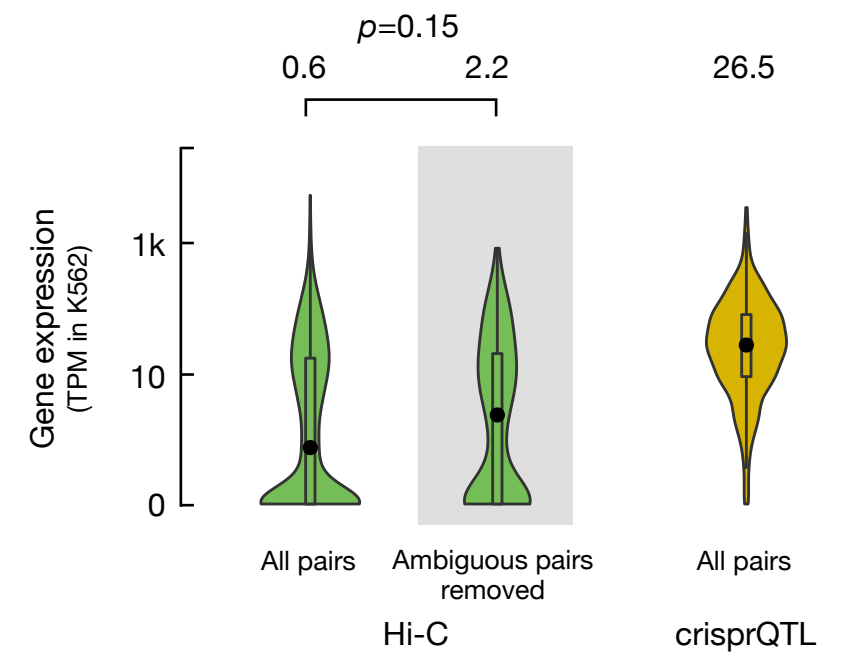 p=0.15
0.6
2.2
26.5
Gene expression
(TPM in K562)
1k
10
0
All pairs
Ambiguous pairs
removed
All pairs
Hi-C
crisprQTL